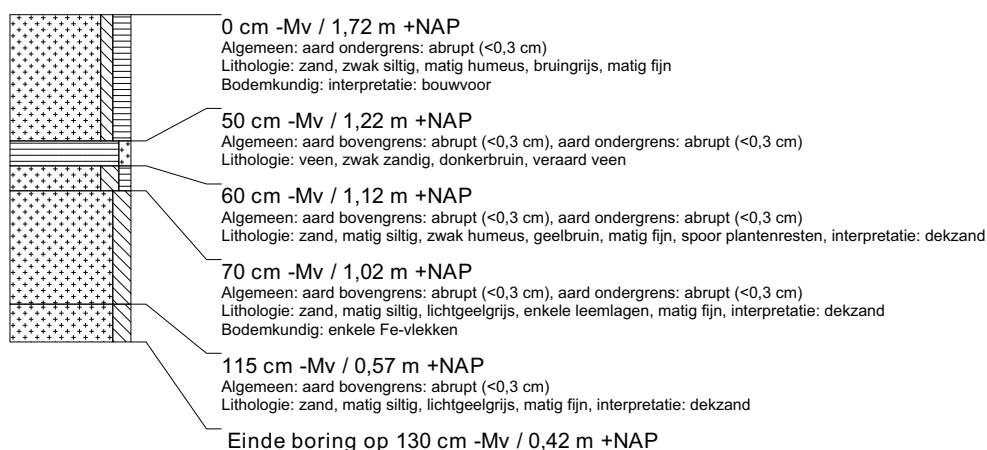 0 cm -Mv / 1,72 m +NAP
Algemeen: aard ondergrens: abrupt (<0,3 cm)
Lithologie: zand, zwak siltig, matig humeus, bruingrijs, matig fijn
Bodemkundig: interpretatie: bouwvoor
50 cm -Mv / 1,22 m +NAP
Algemeen: aard bovengrens: abrupt (<0,3 cm), aard ondergrens: abrupt (<0,3 cm)
Lithologie: veen, zwak zandig, donkerbruin, veraard veen
60 cm -Mv / 1,12 m +NAP
Algemeen: aard bovengrens: abrupt (<0,3 cm), aard ondergrens: abrupt (<0,3 cm)
Lithologie: zand, matig siltig, zwak humeus, geelbruin, matig fijn, spoor plantenresten, interpretatie: dekzand
70 cm -Mv / 1,02 m +NAP
Algemeen: aard bovengrens: abrupt (<0,3 cm), aard ondergrens: abrupt (<0,3 cm)
Lithologie: zand, matig siltig, lichtgeelgrijs, enkele leemlagen, matig fijn, interpretatie: dekzand
Bodemkundig: enkele Fe-vlekken
115 cm -Mv / 0,57 m +NAP
Algemeen: aard bovengrens: abrupt (<0,3 cm)
Lithologie: zand, matig siltig, lichtgeelgrijs, matig fijn, interpretatie: dekzand
Einde boring op 130 cm -Mv / 0,42 m +NAP